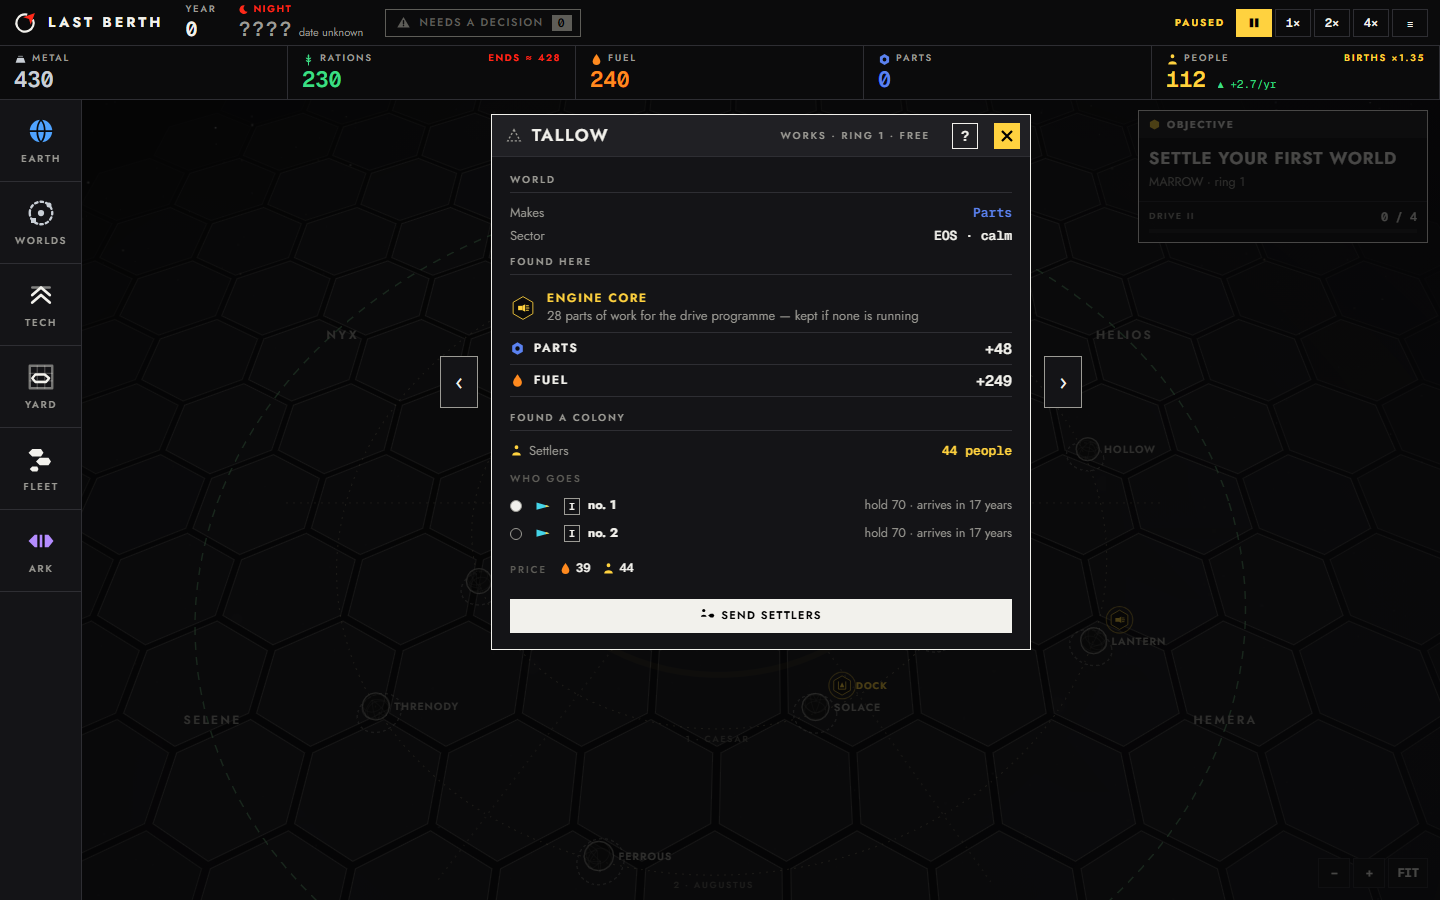 LAST BERTH
YEAR
0
NIGHT
???? date unknown
NEEDS A DECISION 0
PAUSED
1×
2×
4×
METAL
430
RATIONS
ENDS ≈ 428
230
FUEL
240
PARTS
0
PEOPLE
BIRTHS ×1.35
112 ▲ +2.7/yr
EARTH
WORLDS
TECH
YARD
FLEET
ARK
TALLOW
WORKS · RING 1 · FREE
?
WORLD
Makes Parts
Sector EOS · calm
FOUND HERE
ENGINE CORE
28 parts of work for the drive programme — kept if none is running
PARTS +48
FUEL +249
FOUND A COLONY
Settlers 44 people
WHO GOES
I no. 1 hold 70 · arrives in 17 years
I no. 2 hold 70 · arrives in 17 years
PRICE 39 44
SEND SETTLERS
OBJECTIVE
SETTLE YOUR FIRST WORLD
MARROW · ring 1
DRIVE II 0 / 4
NYX
HELIOS
HOLLOW
LANTERN
THRENODY
DOCK
SOLACE
SELENE
HEMERA
1 · CAESAR
FERROUS
2 · AUGUSTUS
− + FIT